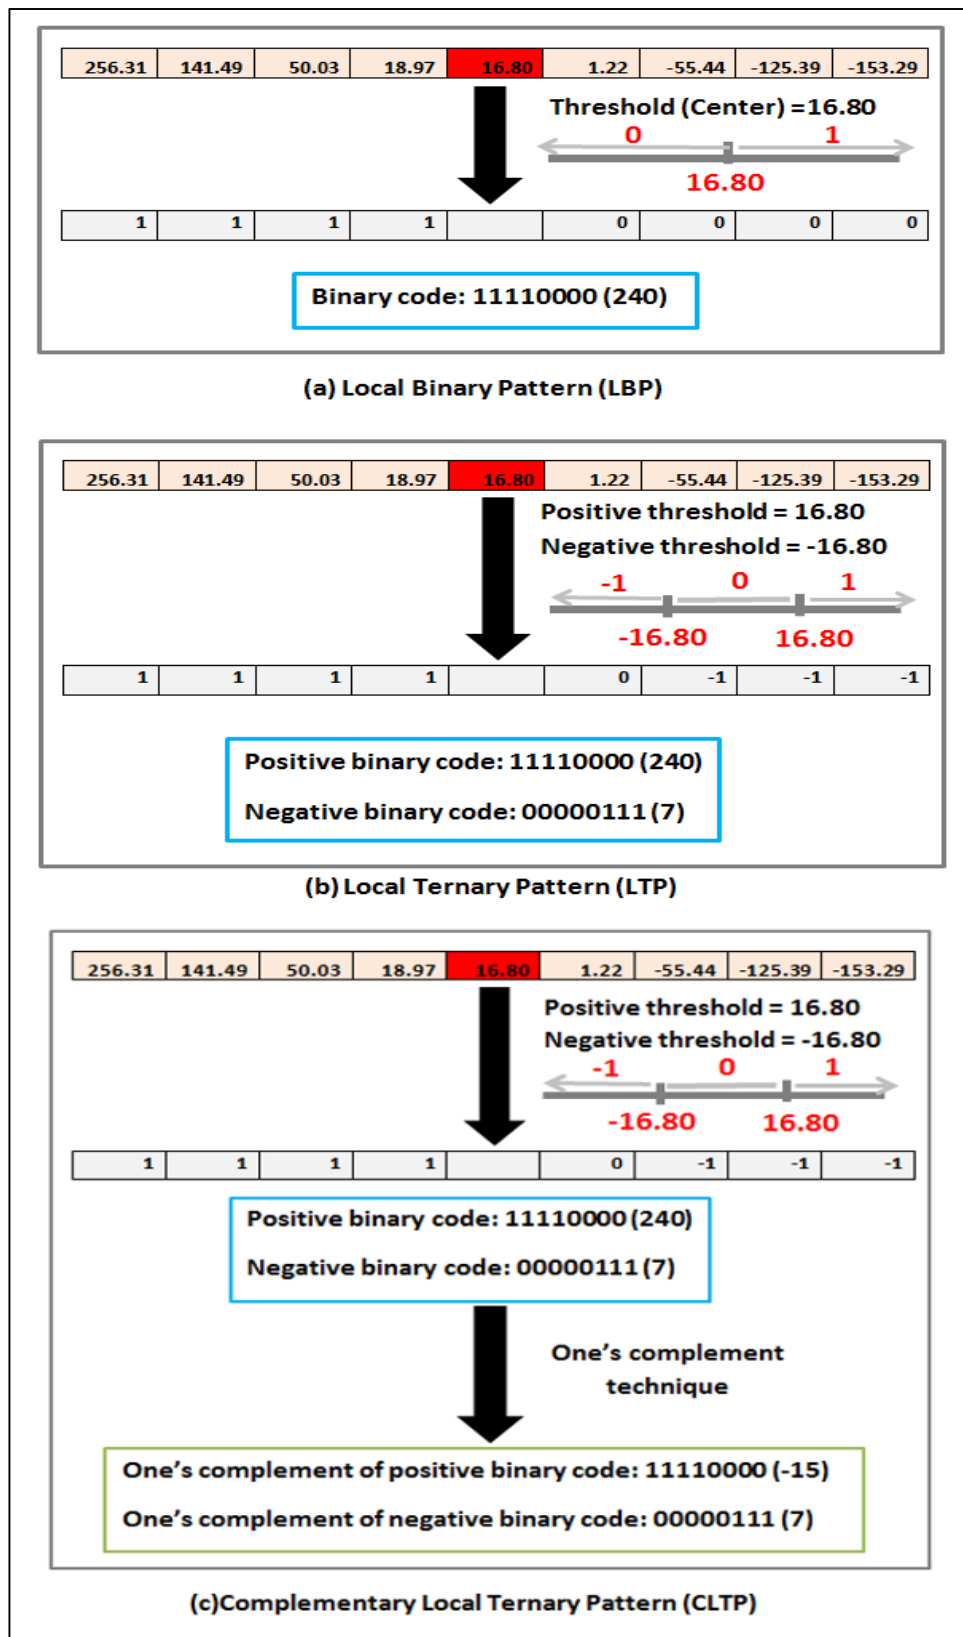 256.31 141.49 50.03 18.97 16.80 1.22 -55.44 -125.39 -153.29
Threshold (Center) =16.80
0 1
16.80
1 1 1 1 0 0 0 0
Binary code: 11110000 (240)
(a) Local Binary Pattern (LBP)
256.31 141.49 50.03 18.97 16.80 1.22 -55.44 -125.39 -153.29
Positive threshold = 16.80
Negative threshold = -16.80
-1 0 1
-16.80 16.80
1 1 1 1 0 -1 -1 -1
Positive binary code: 11110000 (240)
Negative binary code: 00000111 (7)
(b) Local Ternary Pattern (LTP)
256.31 141.49 50.03 18.97 16.80 1.22 -55.44 -125.39 -153.29
Positive threshold = 16.80
Negative threshold = -16.80
-1 0 1
-16.80 16.80
1 1 1 1 0 -1 -1 -1
Positive binary code: 11110000 (240)
Negative binary code: 00000111 (7)
One's complement
technique
One's complement of positive binary code: 11110000 (-15)
One's complement of negative binary code: 00000111 (7)
(c)Complementary Local Ternary Pattern (CLTP)